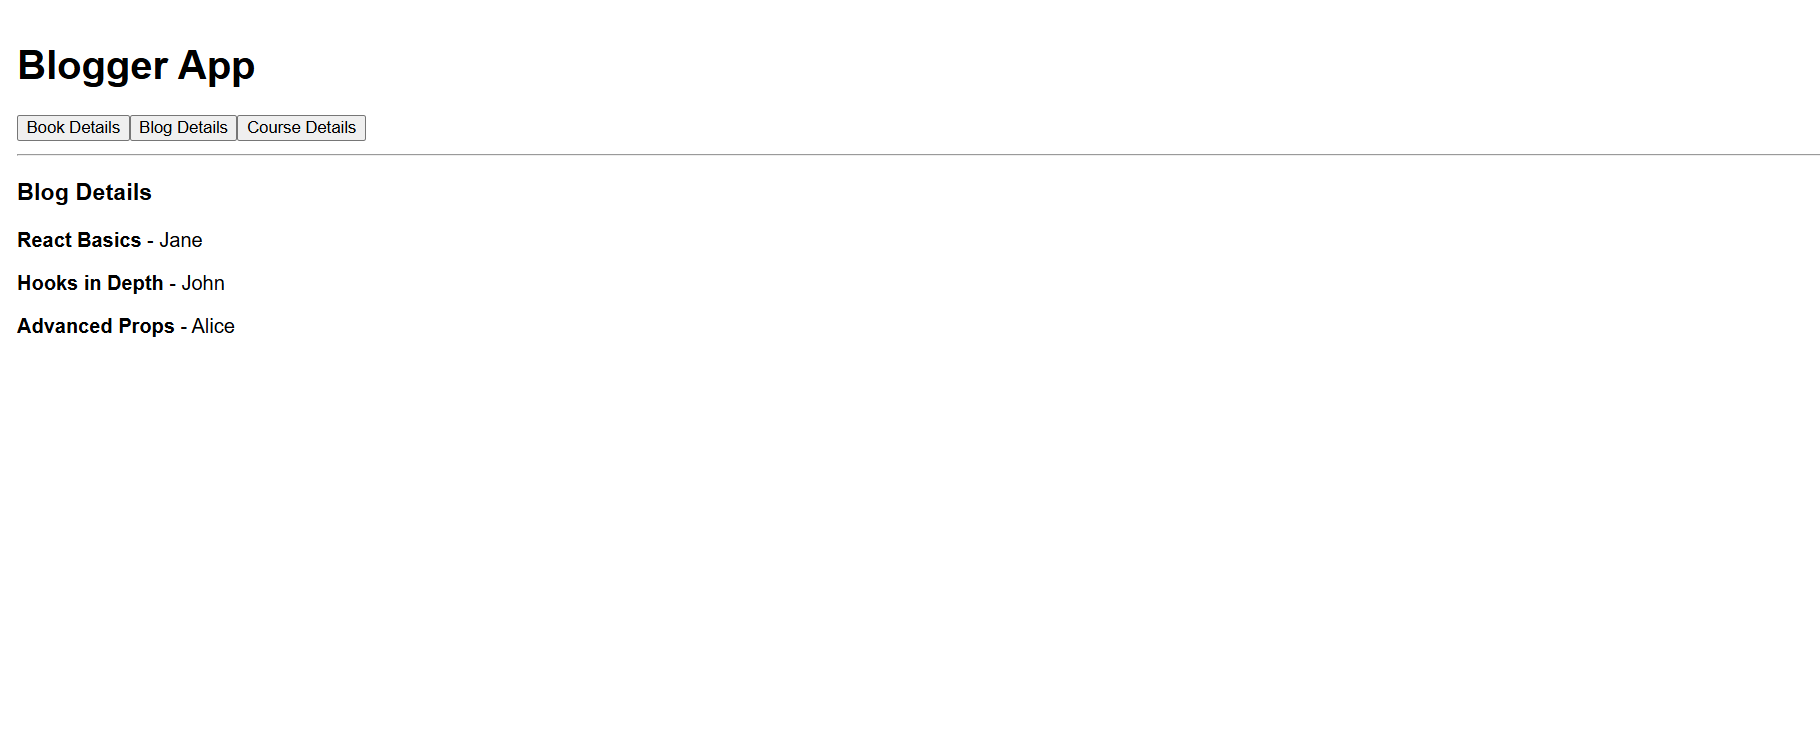 Blogger App
Book Details Blog Details Course Details
Blog Details
React Basics - Jane
Hooks in Depth - John
Advanced Props - Alice